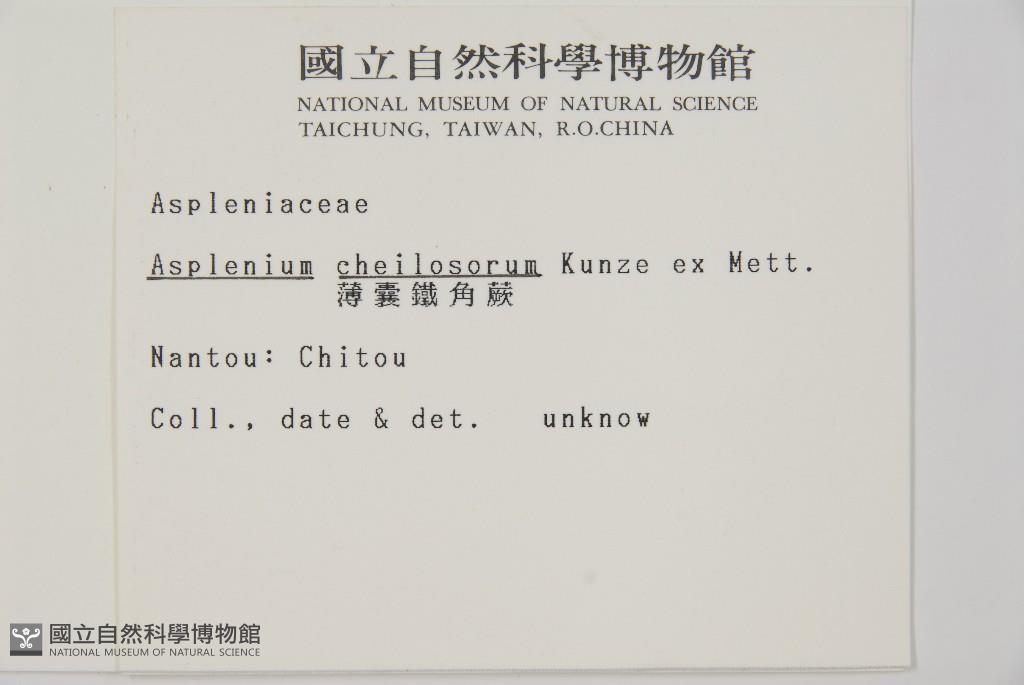 國立自然科學博物館
NATIONAL MUSEUM OF NATURAL SCIENCE
TAICHUNG, TAIWAN, R.O.CHINA
Aspleniaceae
Asplenium cheilosorum Kunze ex Mett.
薄囊鐵角蕨
Nantou: Chitou
Coll., date & det. unknow
國立自然科學博物館
NATIONAL MUSEUM OF NATURAL SCIENCE